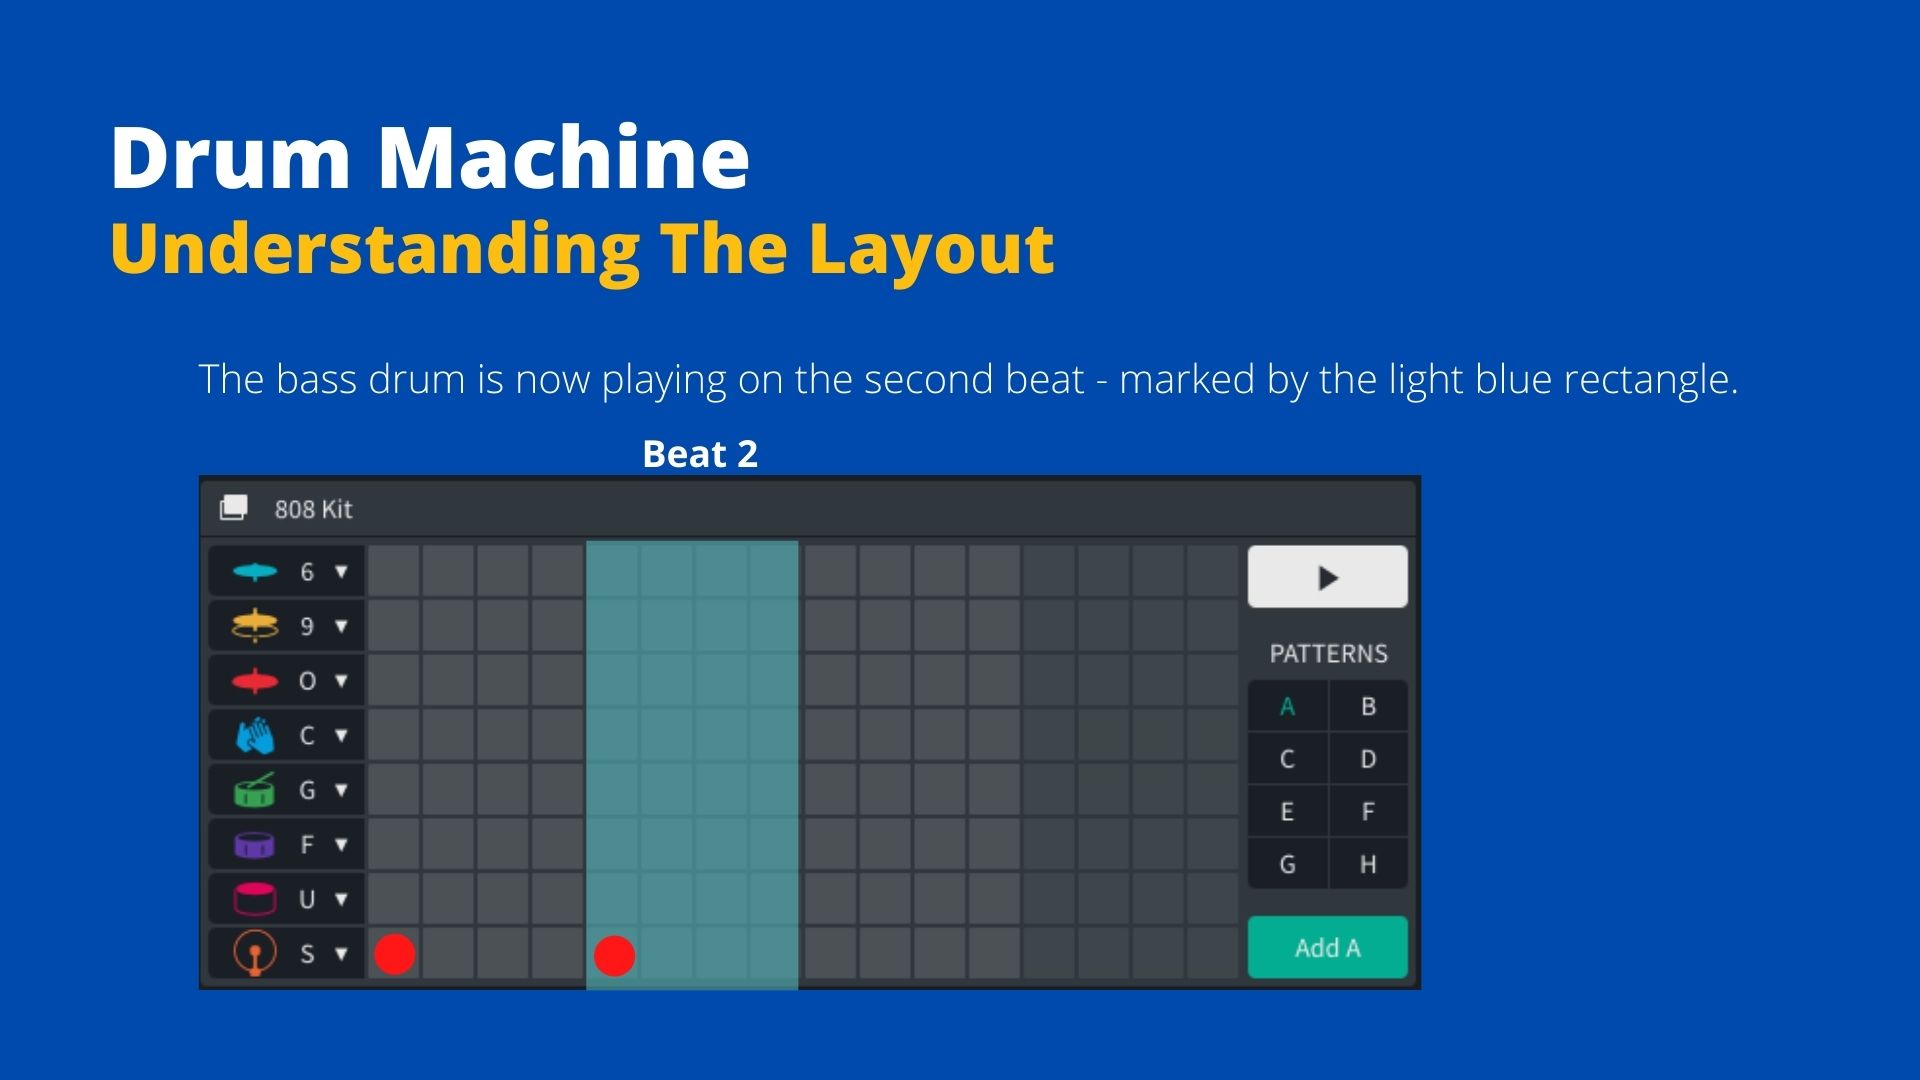 Drum Machine
Understanding The Layout
The bass drum is now playing on the second beat - marked by the light blue rectangle.
Beat 2
808 Kit
6 ▼
9 ▼
O ▼
C ▼
G ▼
F ▼
U ▼
S ▼
PATTERNS
A B
C D
E F
G H
Add A